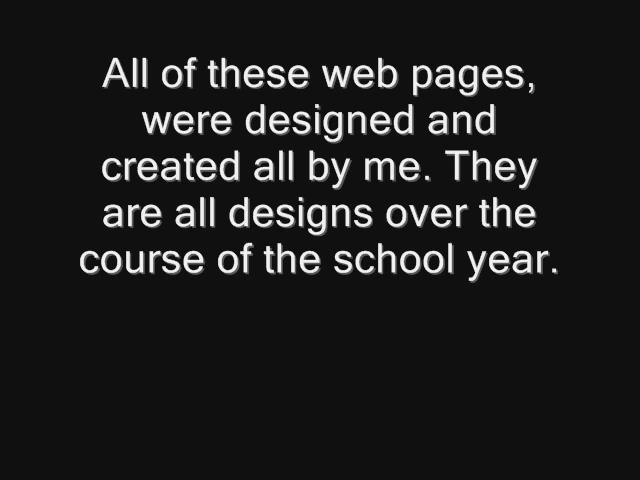 All of these web pages,
were designed and
created all by me. They
are all designs over the
course of the school year.